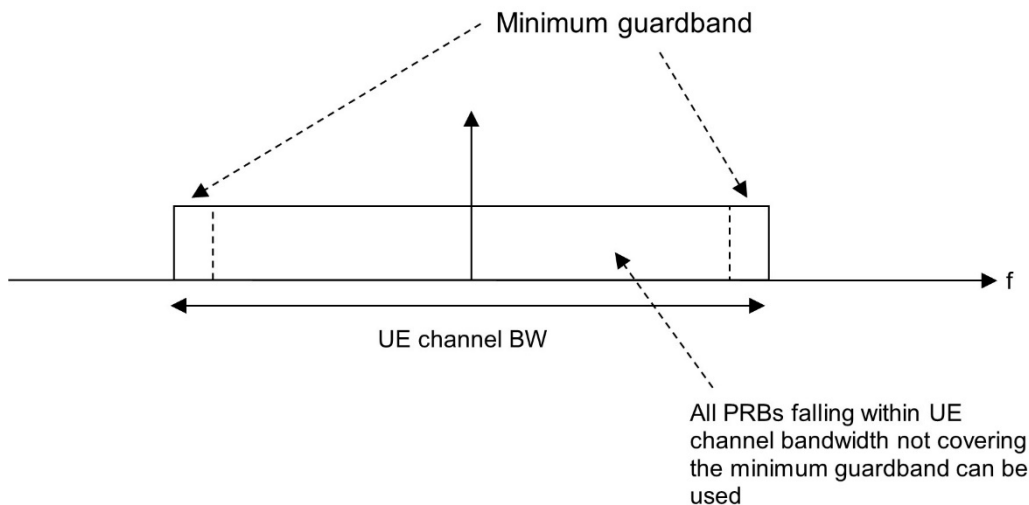 Minimum guardband
f
UE channel BW
All PRBs falling within UE
channel bandwidth not covering
the minimum guardband can be
used